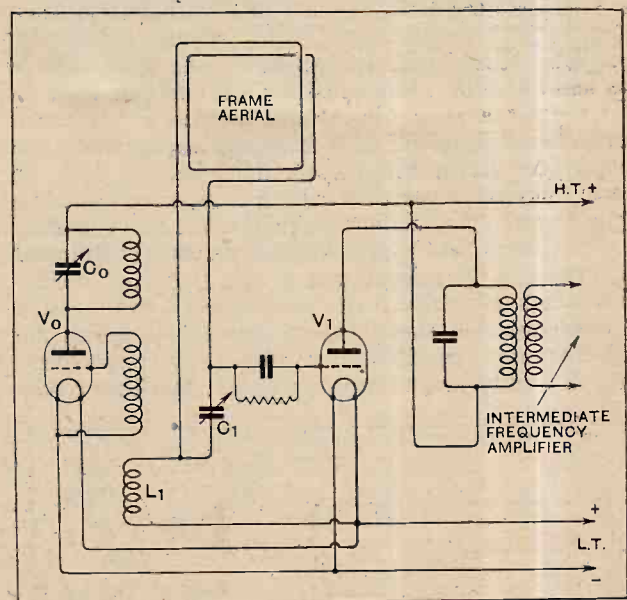 FRAME
AERIAL
H.T.+
C₀
V₀
V₁
C₁
INTERMEDIATE
FREQUENCY
AMPLIFIER
L₁
+
L.T.
−